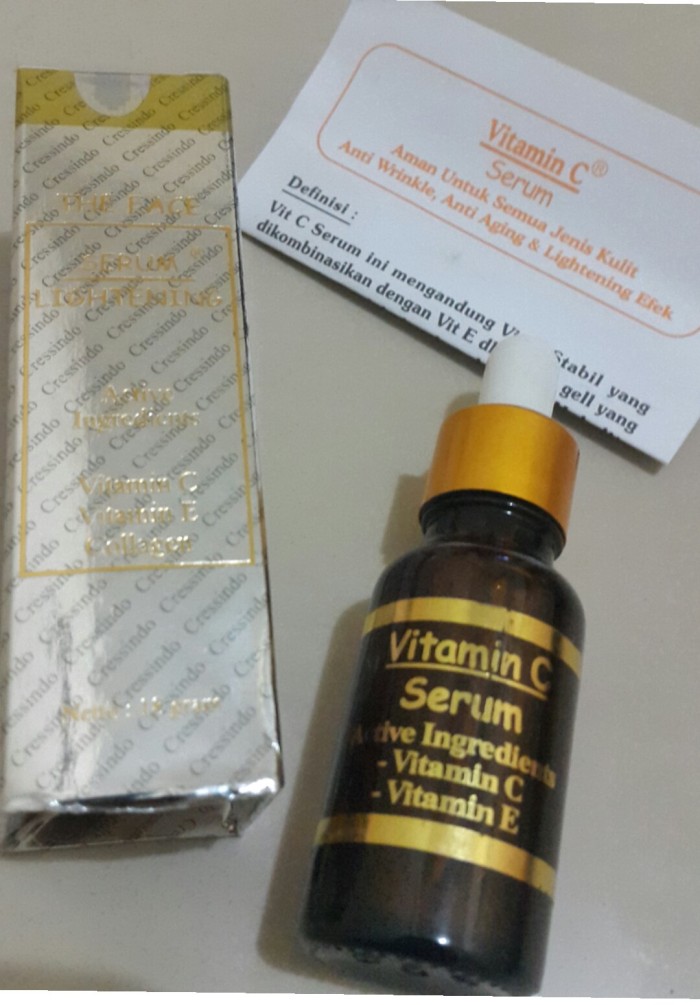 THE FACE
SERUM ®
LIGHTENING
Active
Ingredients
Vitamin C
Vitamin E
Collagen
Netto :
Cressindo
Vitamin C®
Serum
Aman Untuk Semua Jenis Kulit
Anti Wrinkle, Anti Aging & Lightening Efek
Definisi :
Vit C Serum ini mengandung Stabil yang
dikombinasikan dengan Vit E gell yang
Vitamin C
Serum
Active Ingredients
- Vitamin C
- Vitamin E